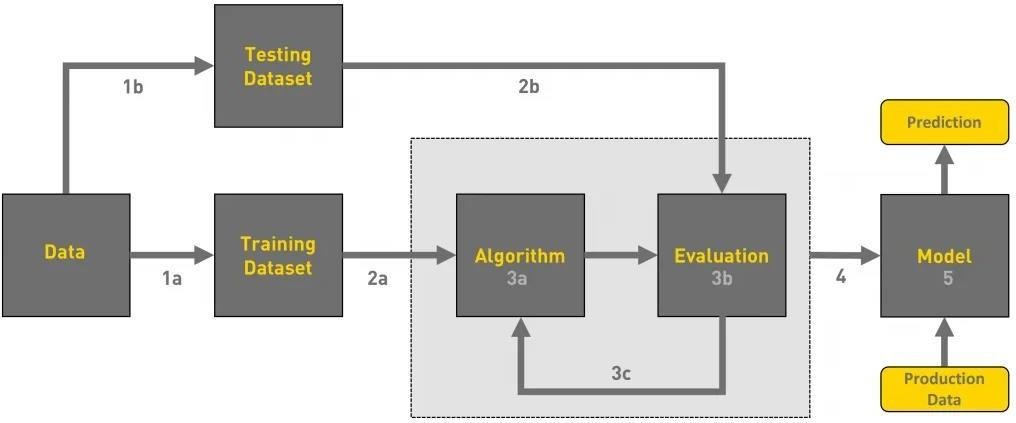 Testing
Dataset
1b
2b
Prediction
Data
1a
Training
Dataset
2a
Algorithm
3a
Evaluation
3b
4
Model
5
3c
Production
Data